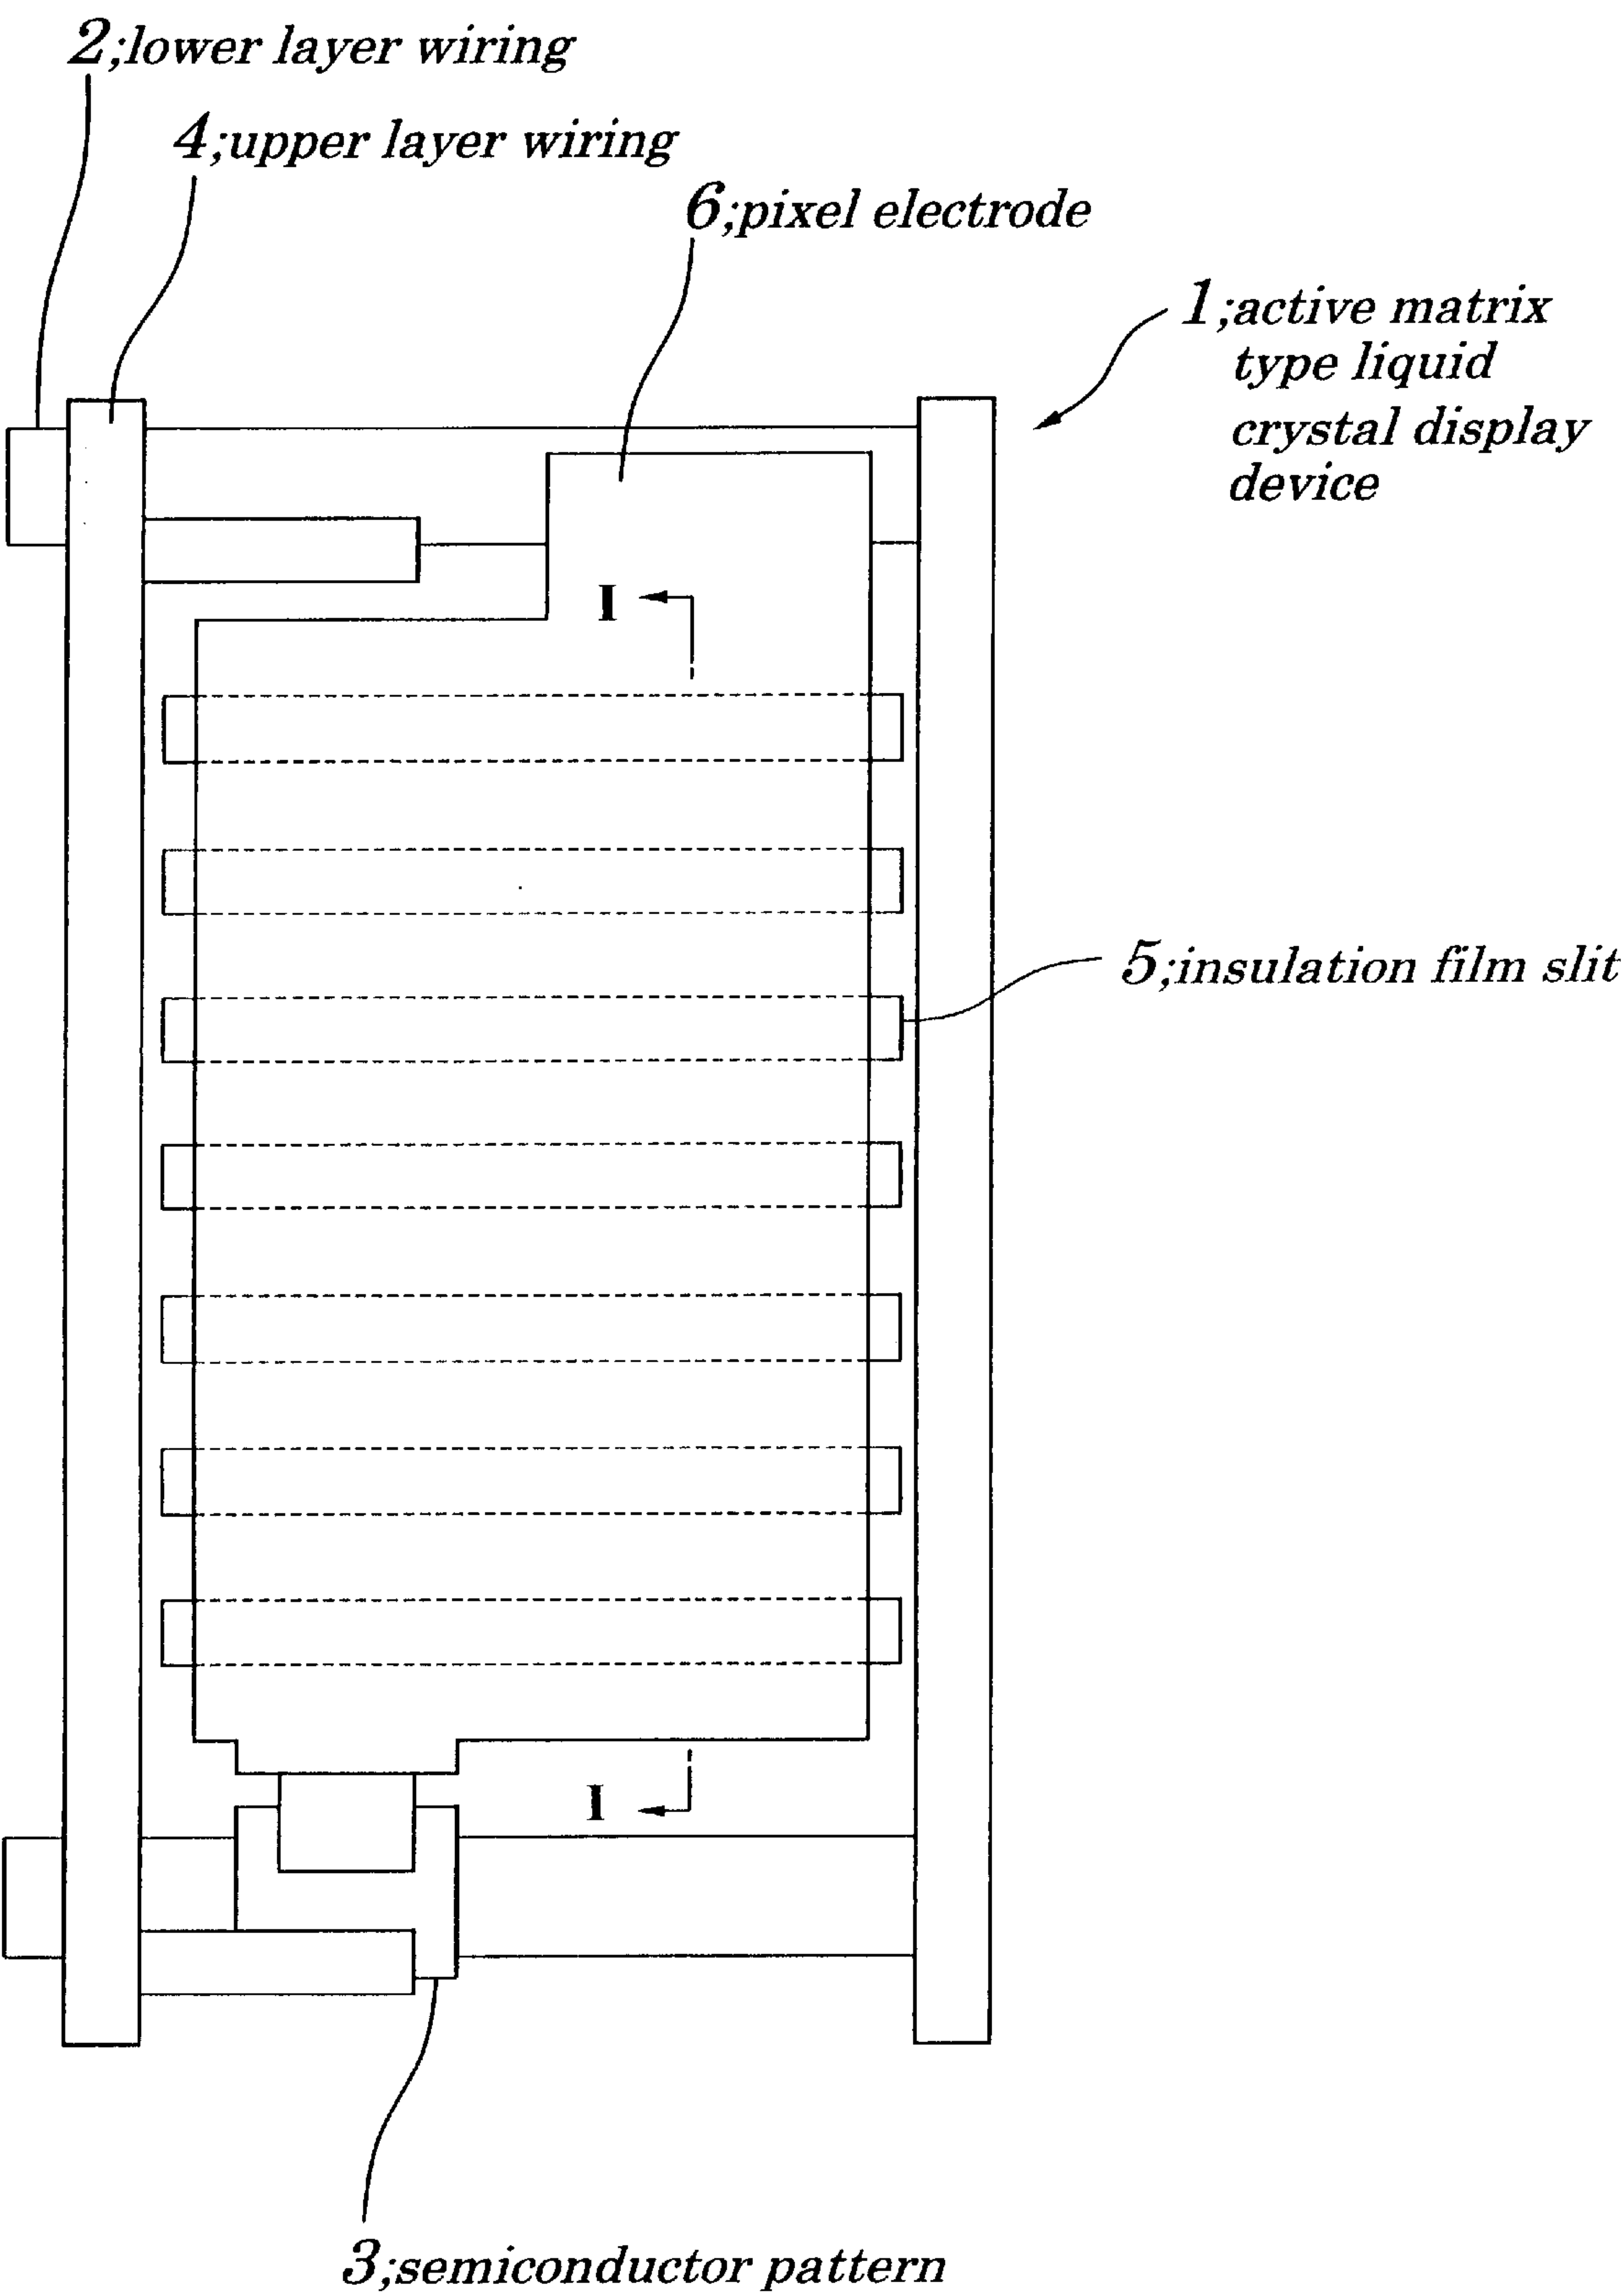 2;lower layer wiring
4;upper layer wiring
6;pixel electrode
1;active matrix
type liquid
crystal display
device
I
5;insulation film slit
I
3;semiconductor pattern